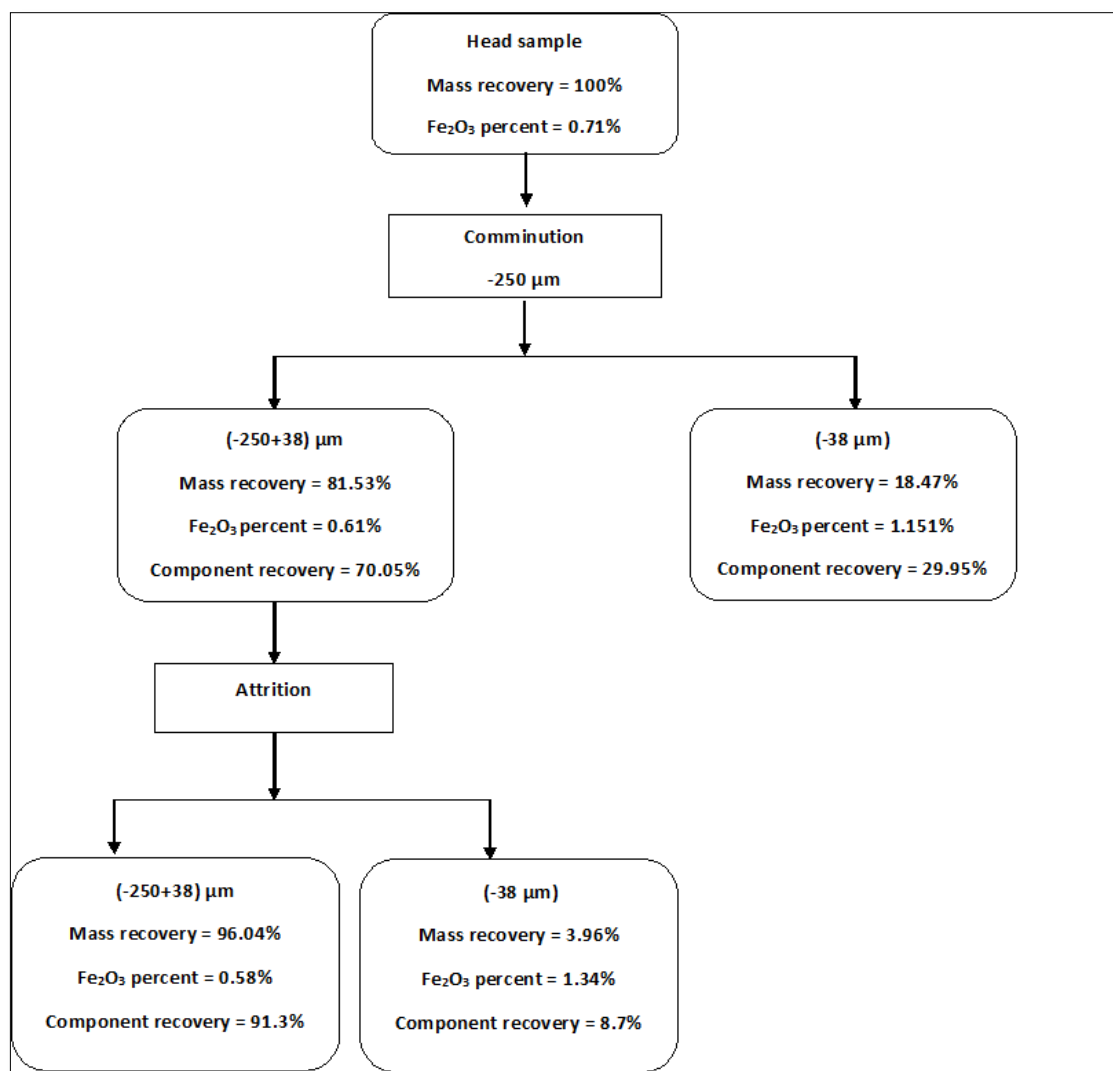 Head sample
Mass recovery = 100%
Fe₂O₃ percent = 0.71%
Comminution
-250 µm
(-250+38) µm
Mass recovery = 81.53%
Fe₂O₃ percent = 0.61%
Component recovery = 70.05%
(-38 µm)
Mass recovery = 18.47%
Fe₂O₃ percent = 1.151%
Component recovery = 29.95%
Attrition
(-250+38) µm
Mass recovery = 96.04%
Fe₂O₃ percent = 0.58%
Component recovery = 91.3%
(-38 µm)
Mass recovery = 3.96%
Fe₂O₃ percent = 1.34%
Component recovery = 8.7%